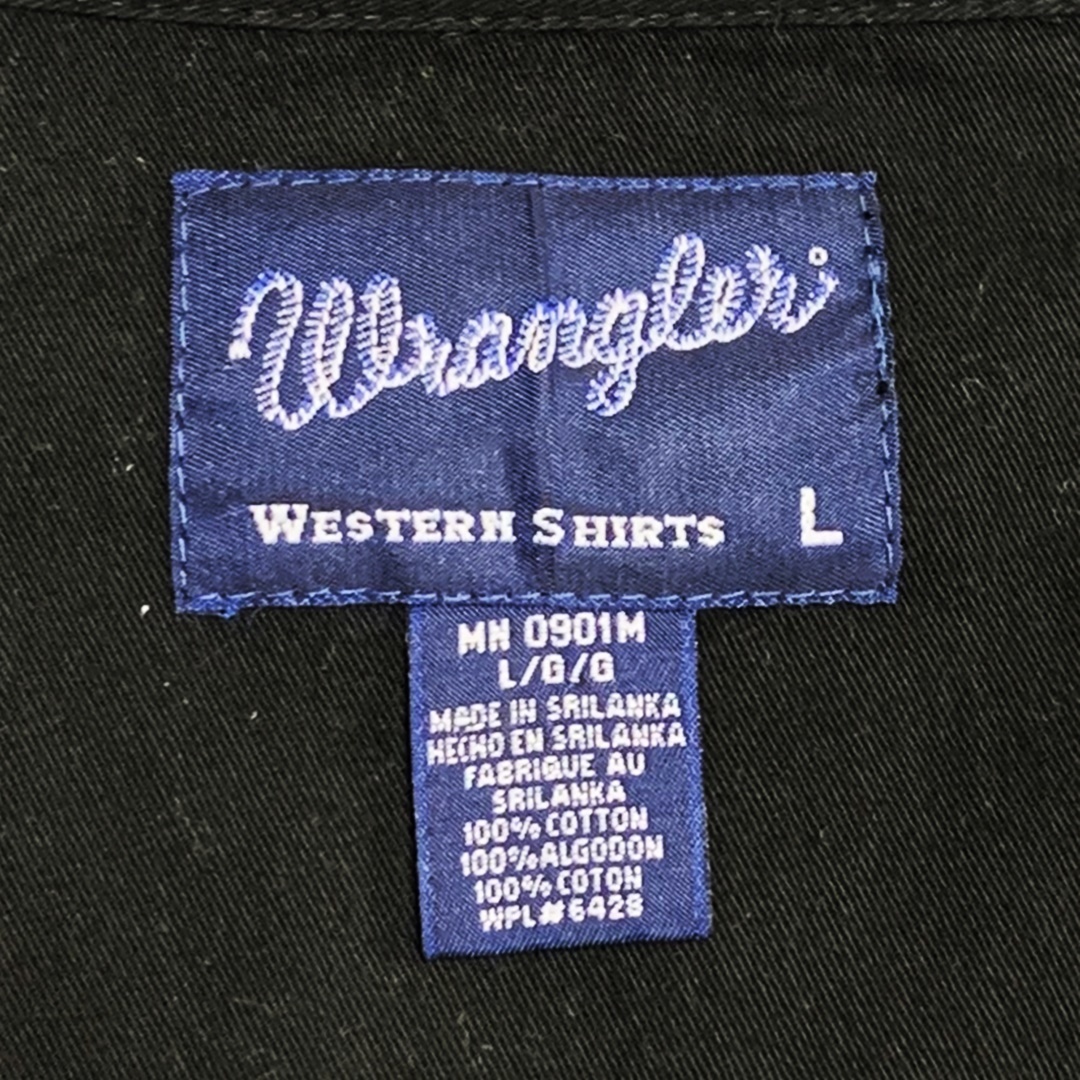 Wrangler
WESTERN SHIRTS L
MN 0901M
L/G/G
MADE IN SRILANKA
HECHO EN SRILANKA
FABRIQUE AU
SRILANKA
100% COTTON
100% ALGODON
100% COTON
WPL#6428